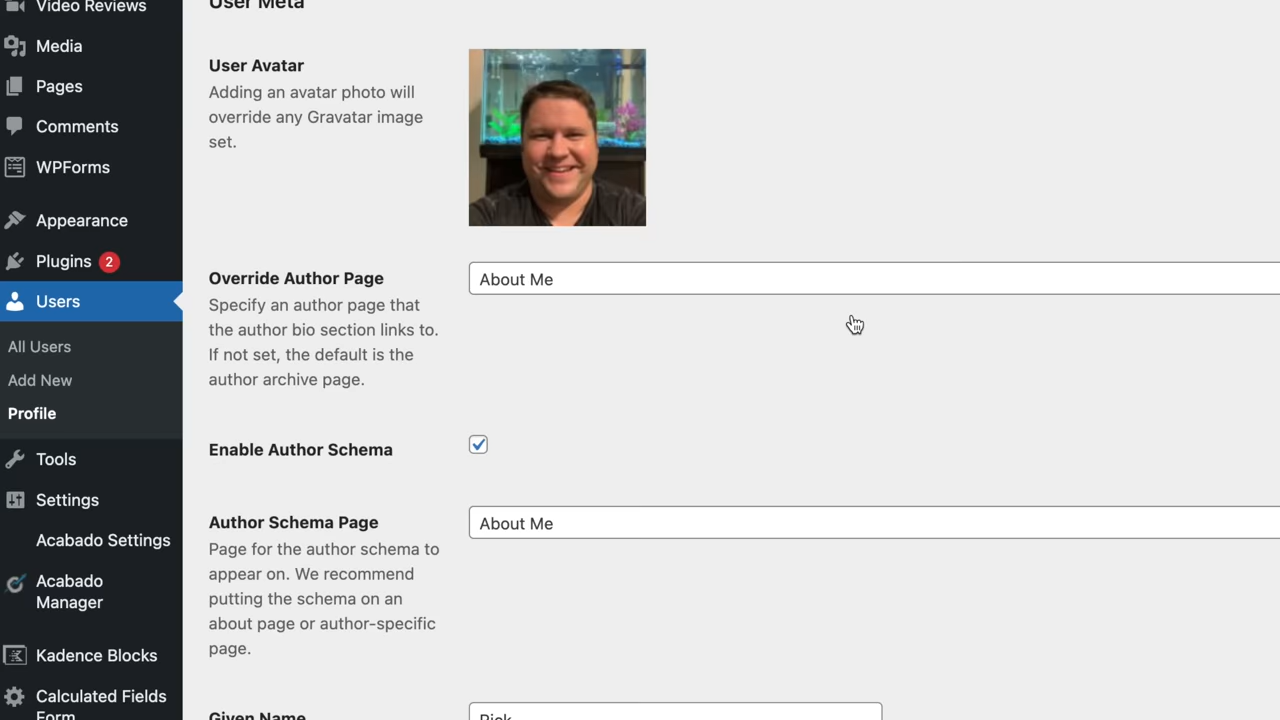 Video Reviews
Media
Pages
Comments
WPForms
Appearance
Plugins 2
Users
All Users
Add New
Profile
Tools
Settings
Acabado Settings
Acabado
Manager
Kadence Blocks
Calculated Fields
Form
User Meta
User Avatar
Adding an avatar photo will
override any Gravatar image
set.
Override Author Page
Specify an author page that
the author bio section links to.
If not set, the default is the
author archive page.
About Me
Enable Author Schema
Author Schema Page
Page for the author schema to
appear on. We recommend
putting the schema on an
about page or author-specific
page.
About Me
Given Name
Rick